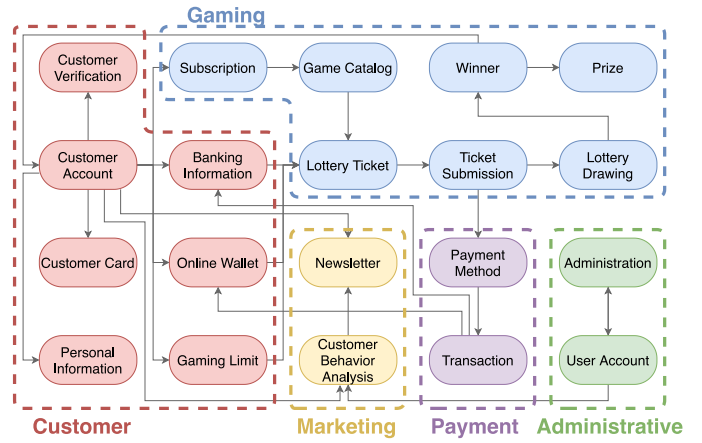 Gaming
Customer
Verification
Subscription
Game Catalog
Winner
Prize
Customer
Account
Banking
Information
Lottery Ticket
Ticket
Submission
Lottery
Drawing
Customer Card
Online Wallet
Newsletter
Payment
Method
Administration
Personal
Information
Gaming Limit
Customer
Behavior
Analysis
Transaction
User Account
Customer
Marketing
Payment
Administrative